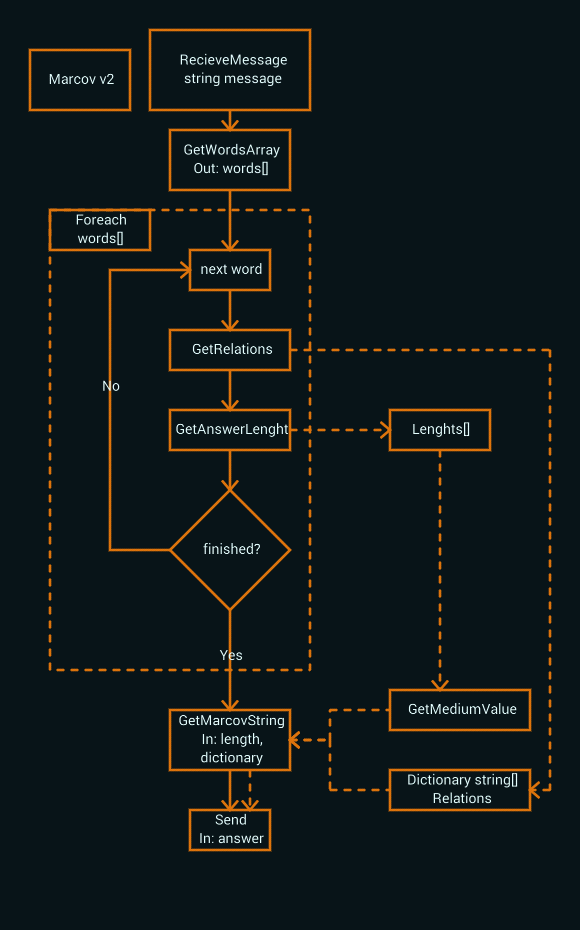 Marcov v2
RecieveMessage
string message
GetWordsArray
Out: words[]
Foreach
words[]
next word
GetRelations
No
GetAnswerLenght
Lenghts[]
finished?
Yes
GetMarcovString
In: length,
dictionary
GetMediumValue
Dictionary string[]
Relations
Send
In: answer